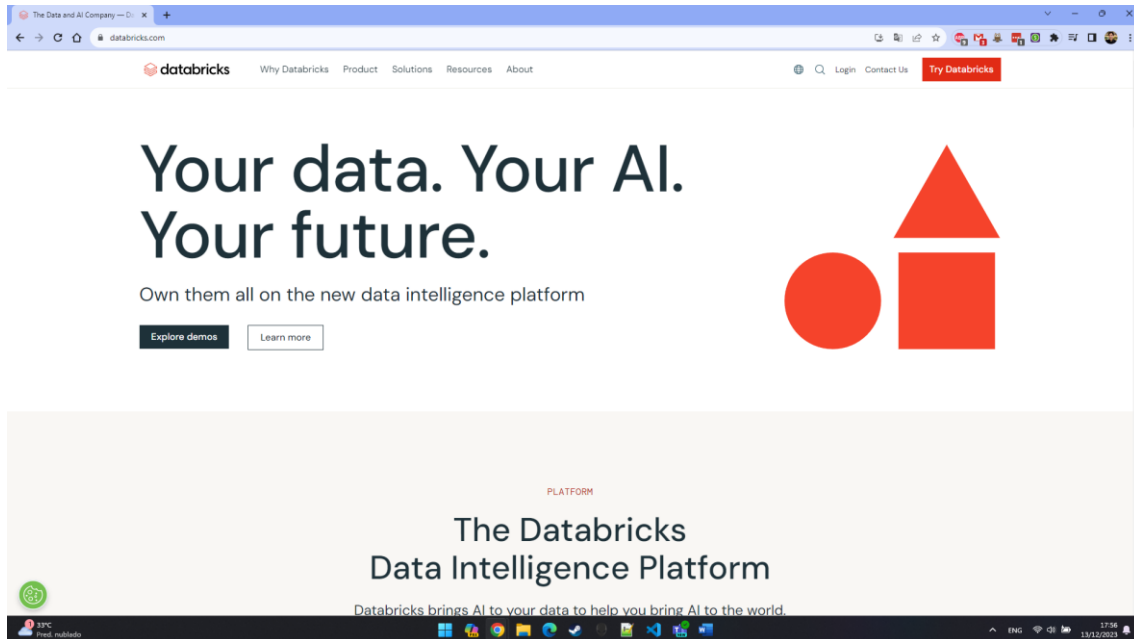 The Data and AI Company — Da
databricks.com
databricks
Why Databricks
Product
Solutions
Resources
About
Login
Contact Us
Try Databricks
Your data. Your AI.
Your future.
Own them all on the new data intelligence platform
Explore demos
Learn more
PLATFORM
The Databricks
Data Intelligence Platform
Databricks brings AI to your data to help you bring AI to the world.
1
33°C
Pred. nublado
ENG
17:56
13/12/2023